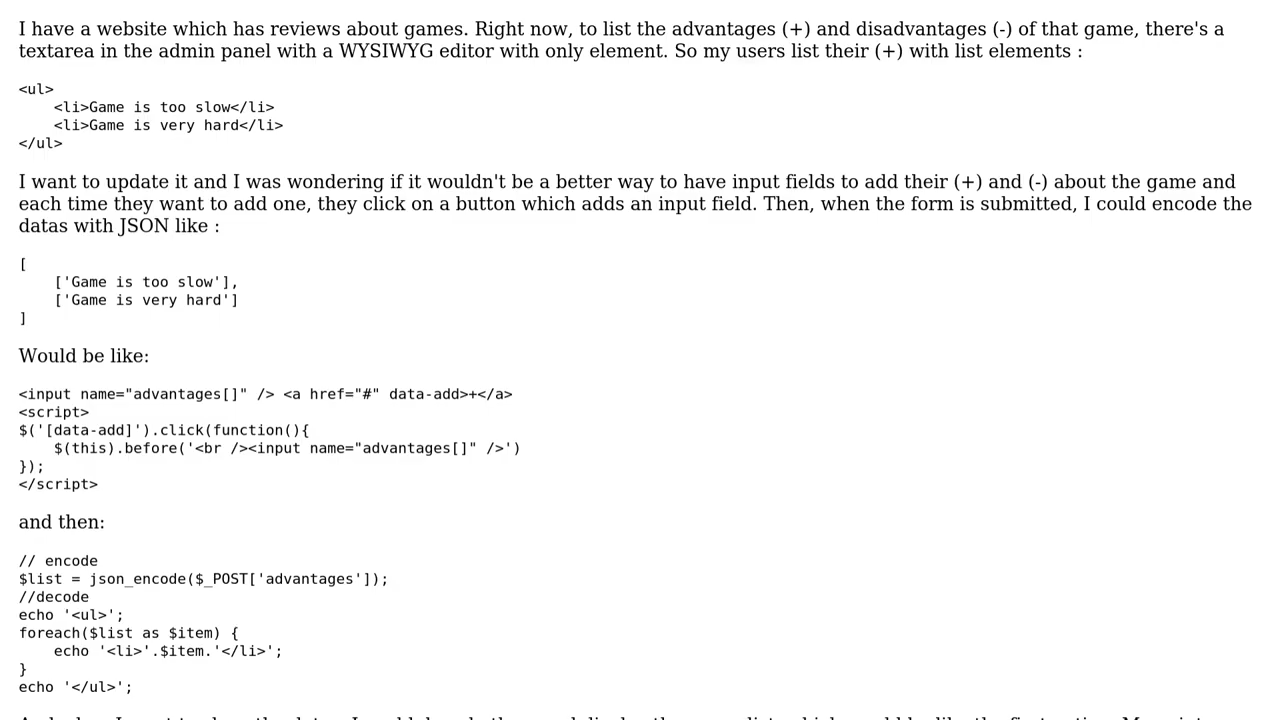 I have a website which has reviews about games. Right now, to list the advantages (+) and disadvantages (-) of that game, there's a
textarea in the admin panel with a WYSIWYG editor with only element. So my users list their (+) with list elements :
<ul>
    <li>Game is too slow</li>
    <li>Game is very hard</li>
</ul>
I want to update it and I was wondering if it wouldn't be a better way to have input fields to add their (+) and (-) about the game and
each time they want to add one, they click on a button which adds an input field. Then, when the form is submitted, I could encode the
datas with JSON like :
[
    ['Game is too slow'],
    ['Game is very hard']
]
Would be like:
<input name="advantages[]" /> <a href="#" data-add>+</a>
<script>
$('[data-add]').click(function(){
    $(this).before('<br /><input name="advantages[]" />')
});
</script>
and then:
// encode
$list = json_encode($_POST['advantages']);
//decode
echo '<ul>';
foreach($list as $item) {
    echo '<li>'.$item.'</li>';
}
echo '</ul>';